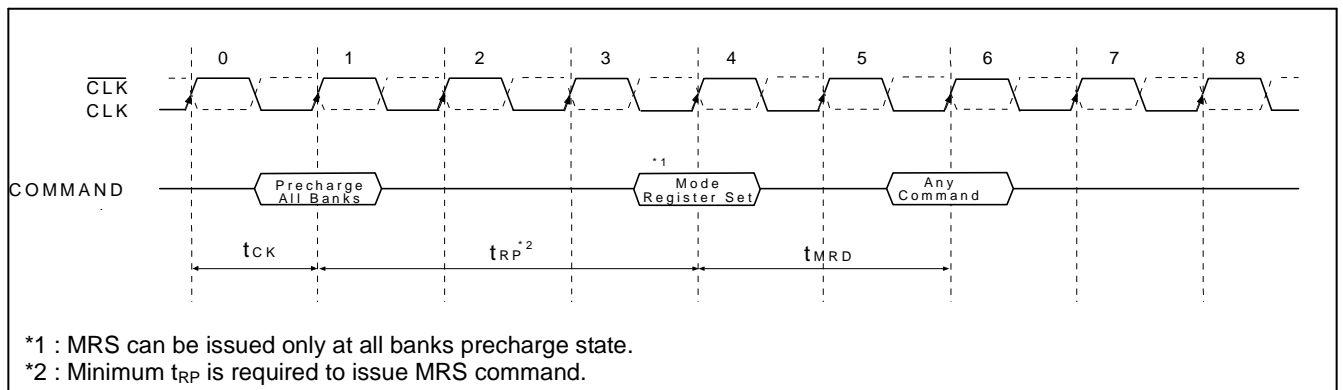 0 1 2 3 4 5 6 7 8
CLK
CLK
COMMAND
Precharge
All Banks
*1
Mode
Register Set
Any
Command
tCK
tRP*2
tMRD
*1 : MRS can be issued only at all banks precharge state.
*2 : Minimum tRP is required to issue MRS command.